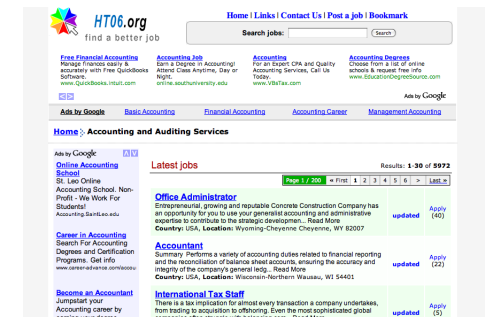 HT06.org
find a better job
Home | Links | Contact Us | Post a job | Bookmark
Search jobs:
Search
Free Financial Accounting
Manage finances easily &
accurately with Free QuickBooks
Software.
www.QuickBooks.intuit.com
Accounting Job
Earn a Degree in Accounting!
Attend Class Anytime, Day or
Night.
online.southuniversity.edu
Accounting
For an Expert CPA and Quality
Accounting Services, Call Us
Today.
www.VBsTax.com
Accounting Degrees
Choose from a list of online
schools & request free info
www.EducationDegreeSource.com
Ads by Google
Ads by Google
Basic Accounting
Financial Accounting
Accounting Career
Management Accounting
Home Accounting and Auditing Services
Ads by Google
Online Accounting
School
St. Leo Online
Accounting School. Non-
Profit - We Work For
Students!
Accounting.SaintLeo.edu
Career in Accounting
Search For Accounting
Degrees and Certification
Programs. Get Info
www.career-advance.com/accou
Become an Accountant
Jumpstart your
Accounting career by
Latest jobs
Results: 1-30 of 5972
Page 1 / 200 « First 1 2 3 4 5 6 > Last »
Office Administrator
Entrepreneurial, growing and reputable Concrete Construction Company has
an opportunity for you to use your generalist accounting and administrative
expertise to contribute to the strategic developmen... Read More
Country: USA, Location: Wyoming-Cheyenne Cheyenne, WY 82007
updated
Apply
(40)
Accountant
Summary Performs a variety of accounting duties related to financial reporting
and the reconciliation of balance sheet accounts, ensuring the accuracy and
integrity of the company's general ledg... Read More
Country: USA, Location: Wisconsin-Northern Wausau, WI 54401
updated
Apply
(22)
International Tax Staff
There is a tax implication for almost every transaction a company undertakes,
from trading to acquisition to offshoring. Even the most sophisticated global
updated
Apply
(5)